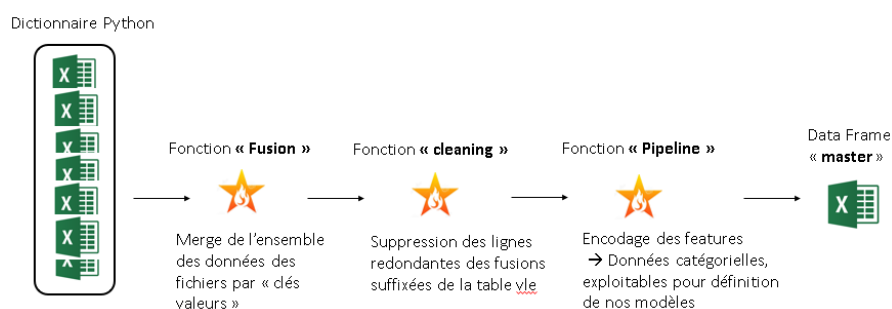 Dictionnaire Python
Fonction « Fusion »
Merge de l'ensemble
des données des
fichiers par « clés
valeurs »
Fonction « cleaning »
Suppression des lignes
redondantes des fusions
suffixées de la table vle
Fonction « Pipeline »
Encodage des features
→ Données catégorielles,
exploitables pour définition
de nos modèles
Data Frame
« master »